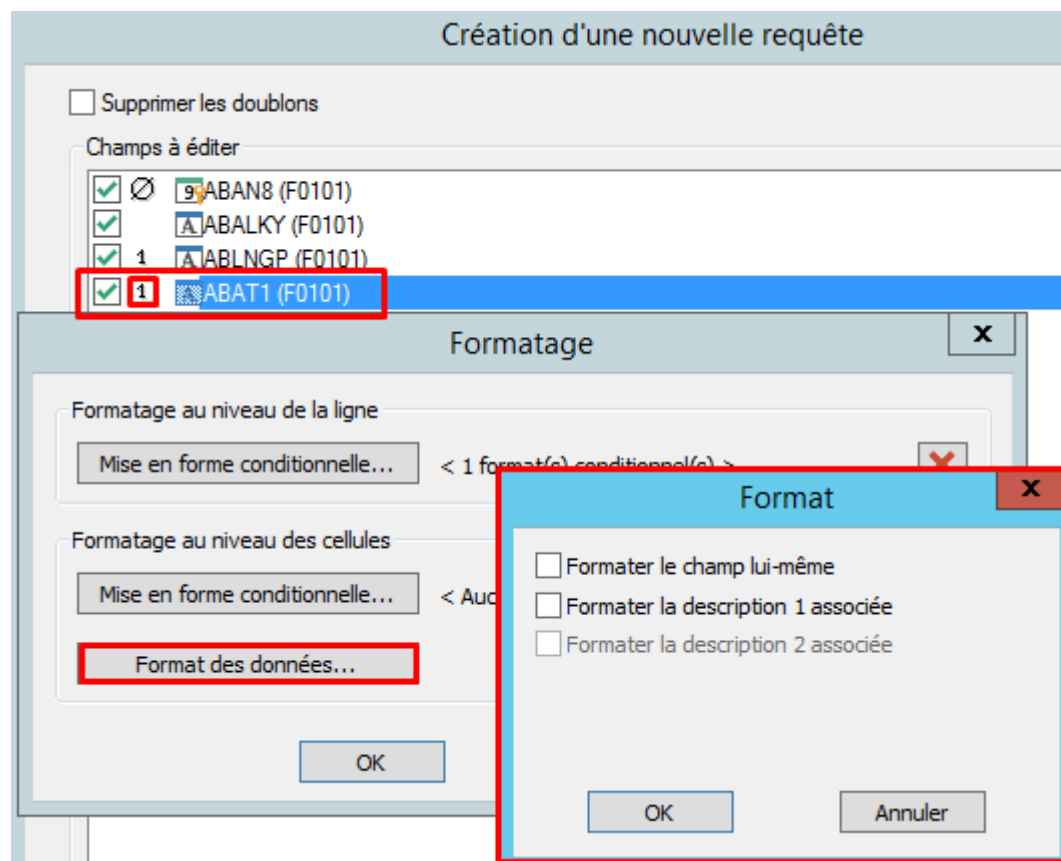 Création d'une nouvelle requête
Supprimer les doublons
Champs à éditer
ABAN8 (F0101)
ABALKY (F0101)
1 ABLNGP (F0101)
1 ABAT1 (F0101)
Formatage
x
Formatage au niveau de la ligne
Mise en forme conditionnelle... < 1 format(s) conditionnel(s) >
Format
x
Formatage au niveau des cellules
Mise en forme conditionnelle... < Auc
Format des données...
OK
Formater le champ lui-même
Formater la description 1 associée
Formater la description 2 associée
OK
Annuler